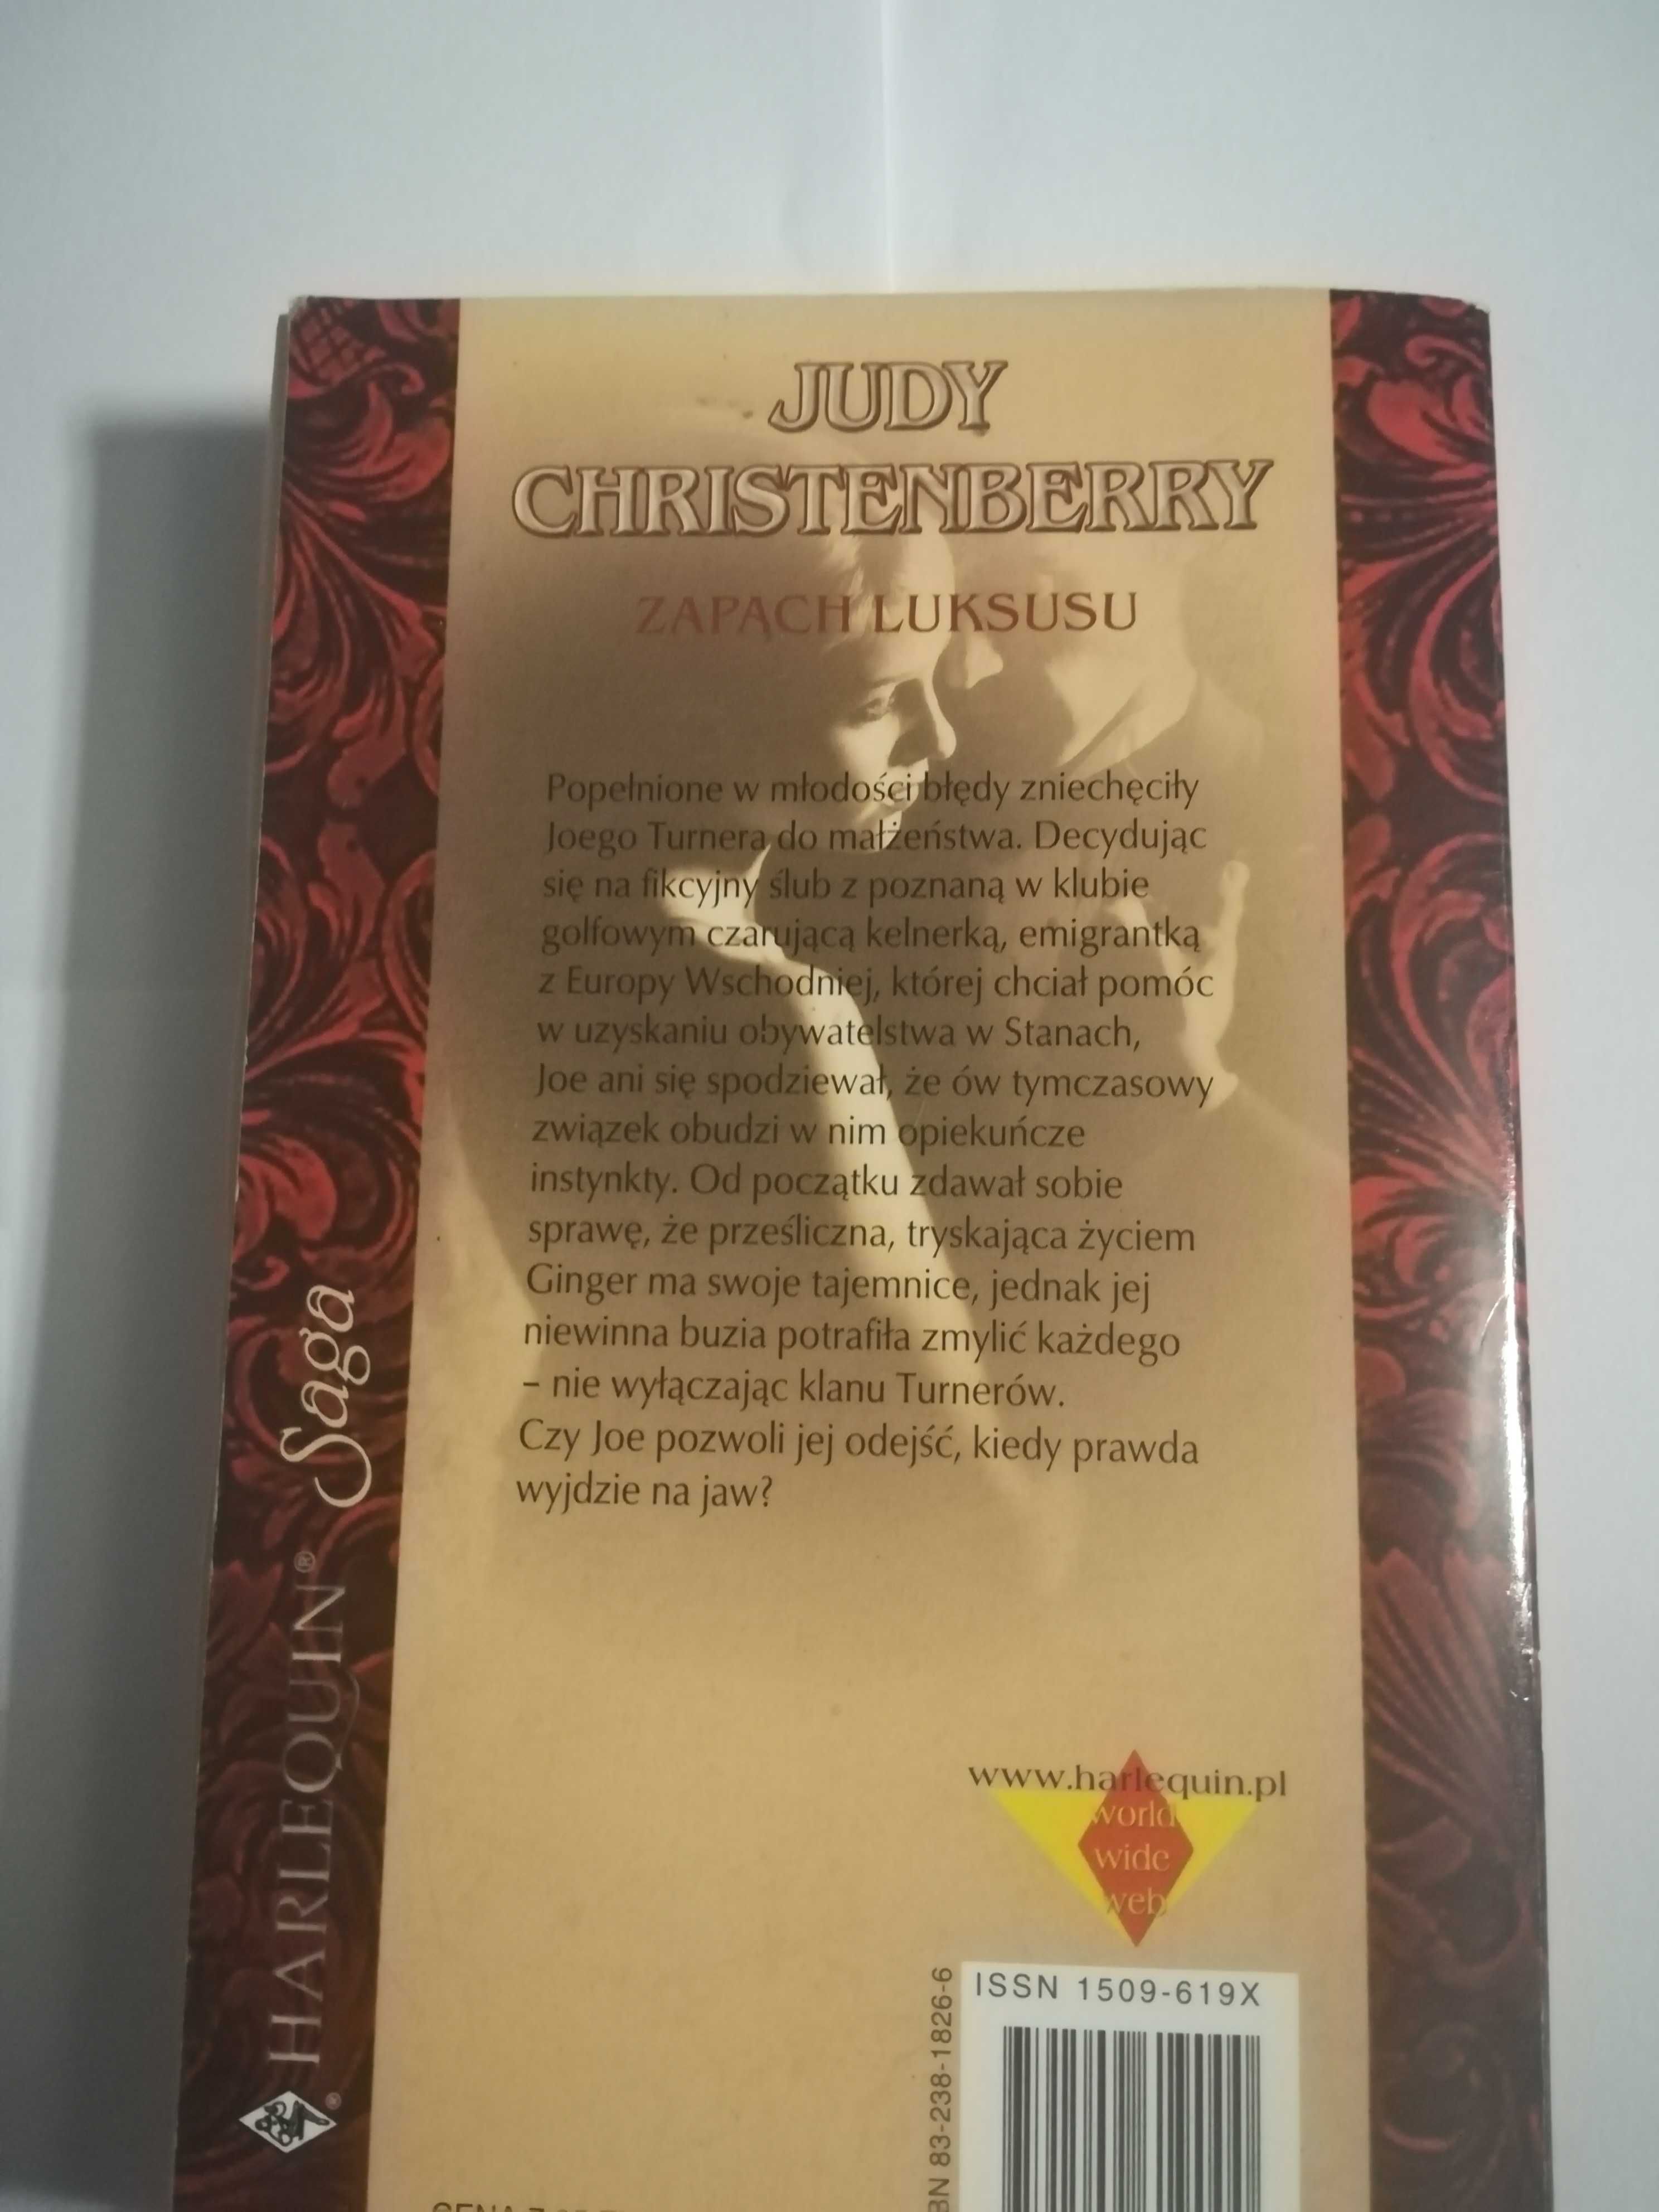 JUDY
CHRISTENBERRY
ZAPACH LUKSUSU
Popełnione w młodości błędy zniechęciły
Joego Turnera do małżeństwa. Decydując
się na fikcyjny ślub z poznaną w klubie
golfowym czarującą kelnerką, emigrantką
z Europy Wschodniej, której chciał pomóc
w uzyskaniu obywatelstwa w Stanach,
Joe ani się spodziewał, że ów tymczasowy
związek obudzi w nim opiekuńcze
instynkty. Od początku zdawał sobie
sprawę, że prześliczna, tryskająca życiem
Ginger ma swoje tajemnice, jednak jej
niewinna buzia potrafiła zmylić każdego
– nie wyłączając klanu Turnerów.
Czy Joe pozwoli jej odejść, kiedy prawda
wyjdzie na jaw?
HARLEQUIN® Saga
www.harlequin.pl
world
wide
web
ISSN 1509-619X
83-238-1826-6